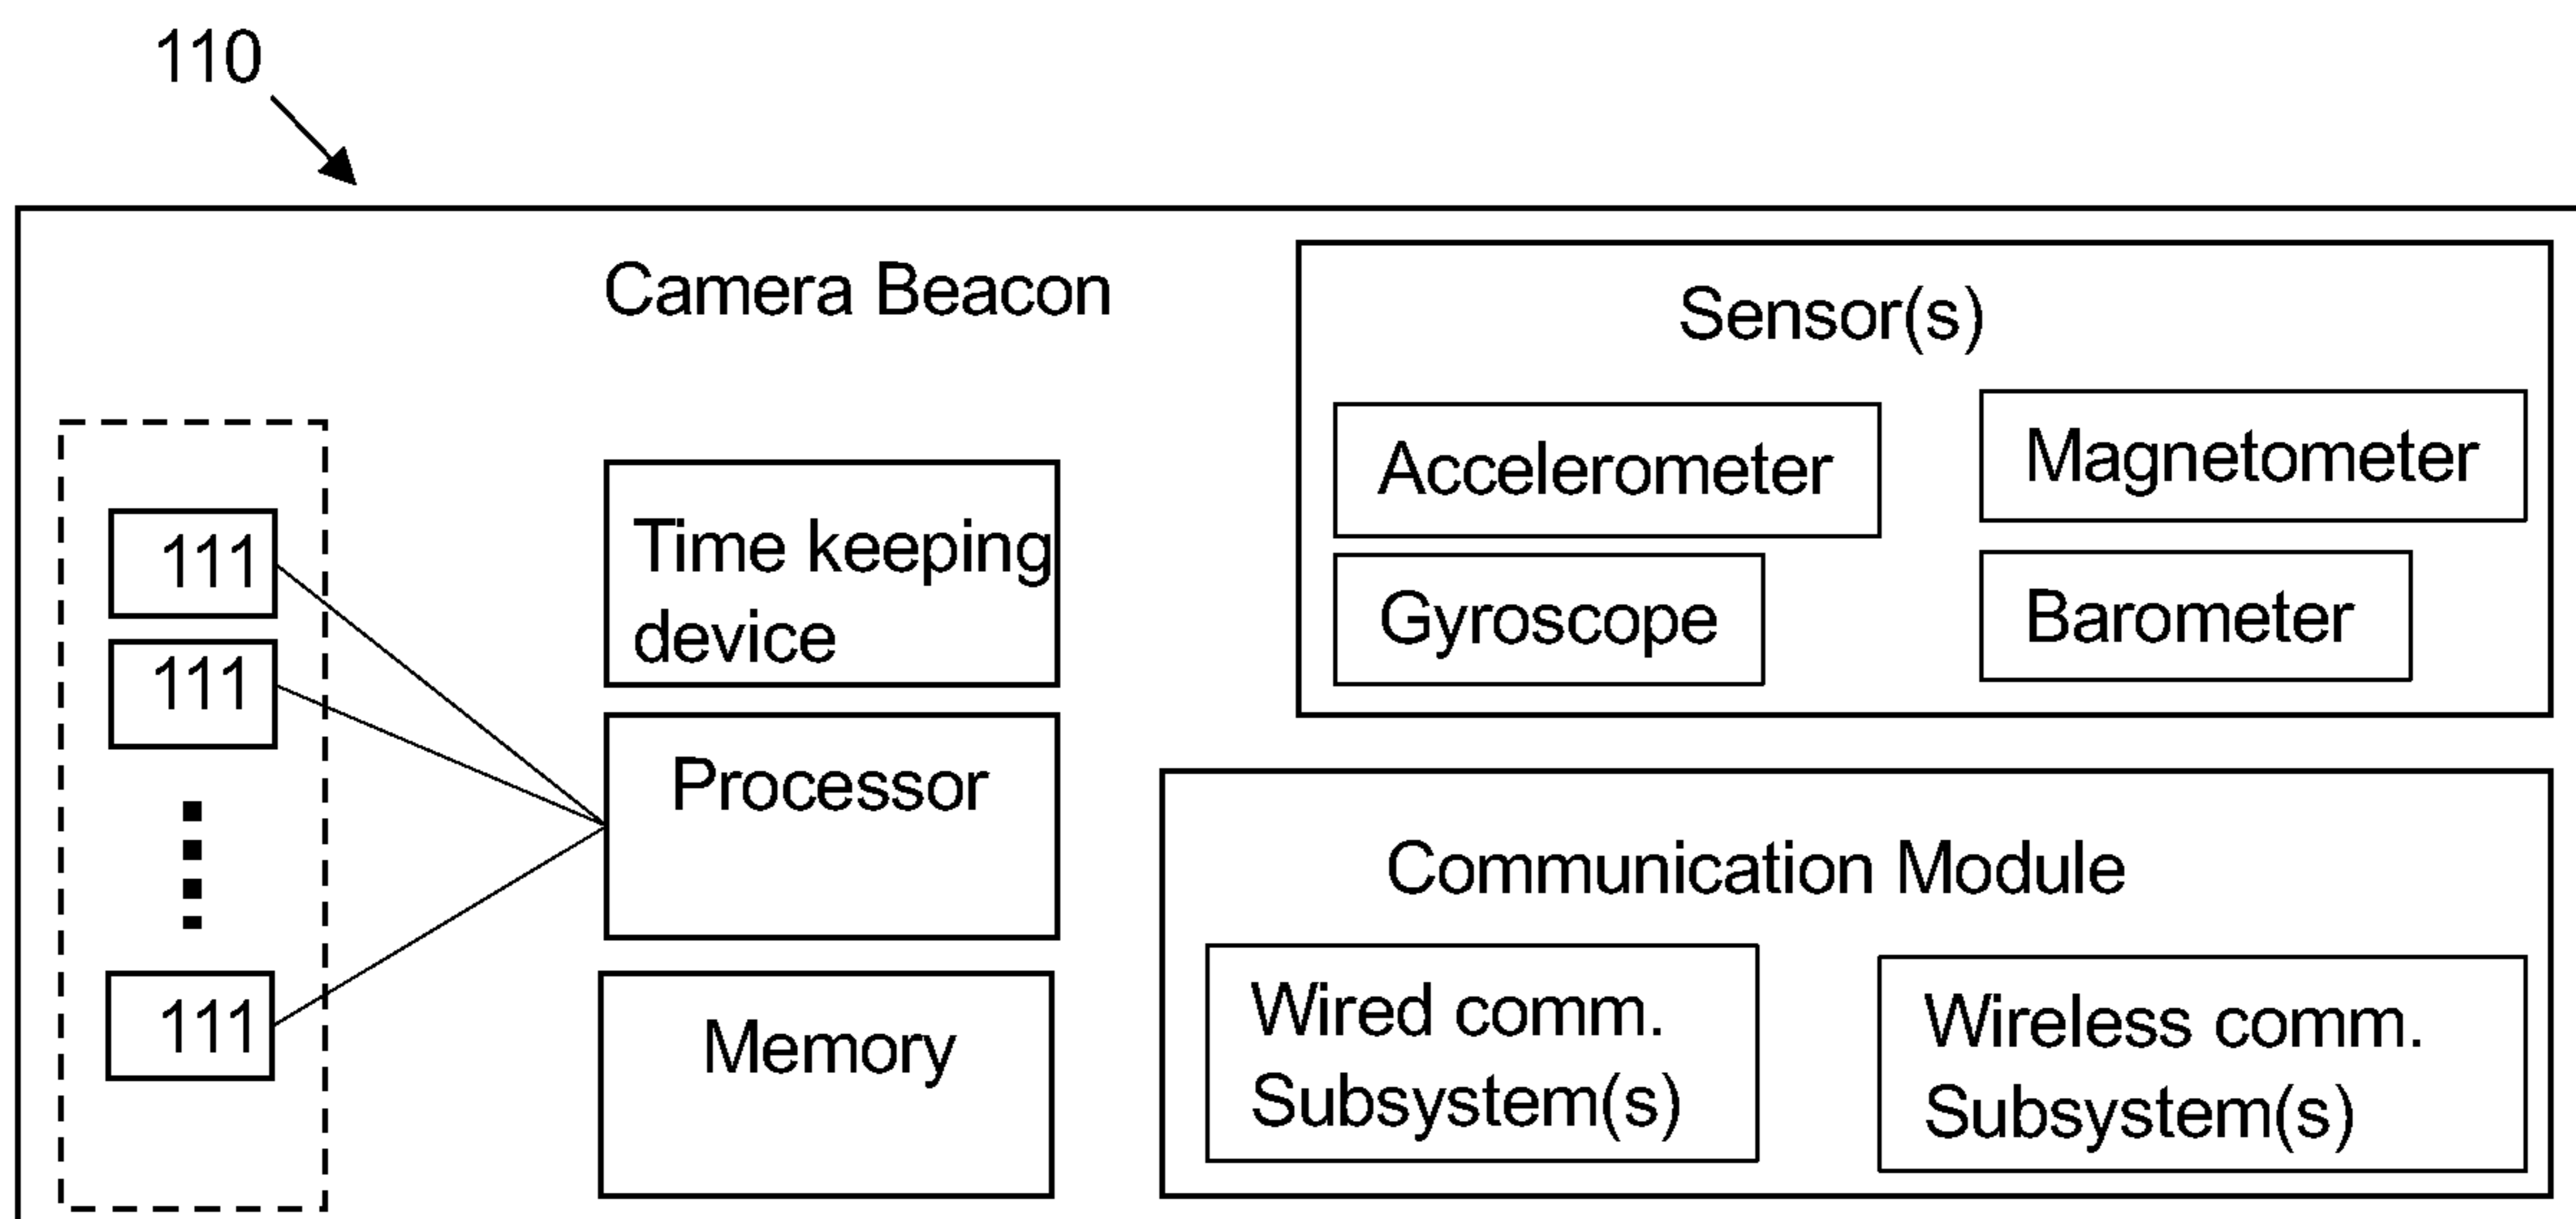 110
Camera Beacon
111
111
111
Time keeping
device
Processor
Memory
Sensor(s)
Accelerometer
Magnetometer
Gyroscope
Barometer
Communication Module
Wired comm.
Subsystem(s)
Wireless comm.
Subsystem(s)